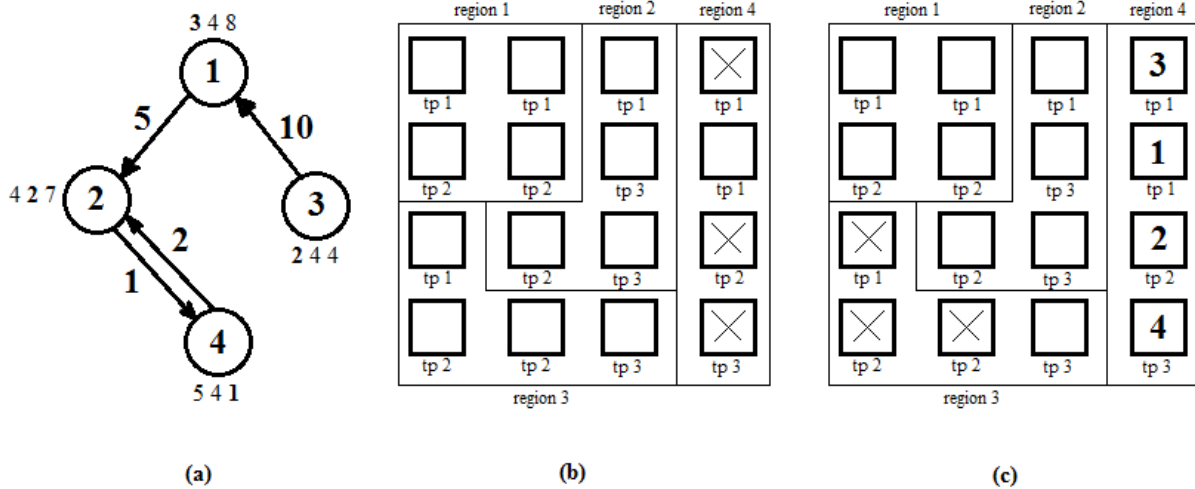 3 4 8
1
5
10
4 2 7
2
3
2 4 4
2
1
4
5 4 1
(a)
region 1 region 2 region 4
tp 1 tp 1 tp 1 tp 1
tp 2 tp 2 tp 3 tp 1
tp 1 tp 2 tp 3 tp 2
tp 2 tp 2 tp 3 tp 3
region 3
(b)
region 1 region 2 region 4
3
tp 1 tp 1 tp 1 tp 1
1
tp 2 tp 2 tp 3 tp 1
2
tp 1 tp 2 tp 3 tp 2
4
tp 2 tp 2 tp 3 tp 3
region 3
(c)